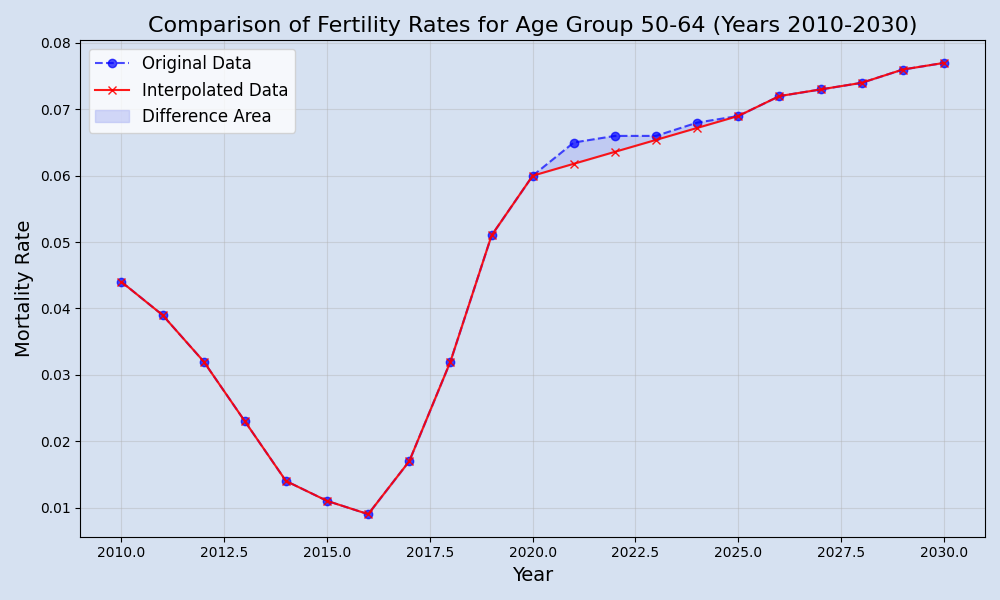 Comparison of Fertility Rates for Age Group 50-64 (Years 2010-2030)
Original Data
Interpolated Data
Difference Area
Mortality Rate
0.08
0.07
0.06
0.05
0.04
0.03
0.02
0.01
2010.0 2012.5 2015.0 2017.5 2020.0 2022.5 2025.0 2027.5 2030.0
Year